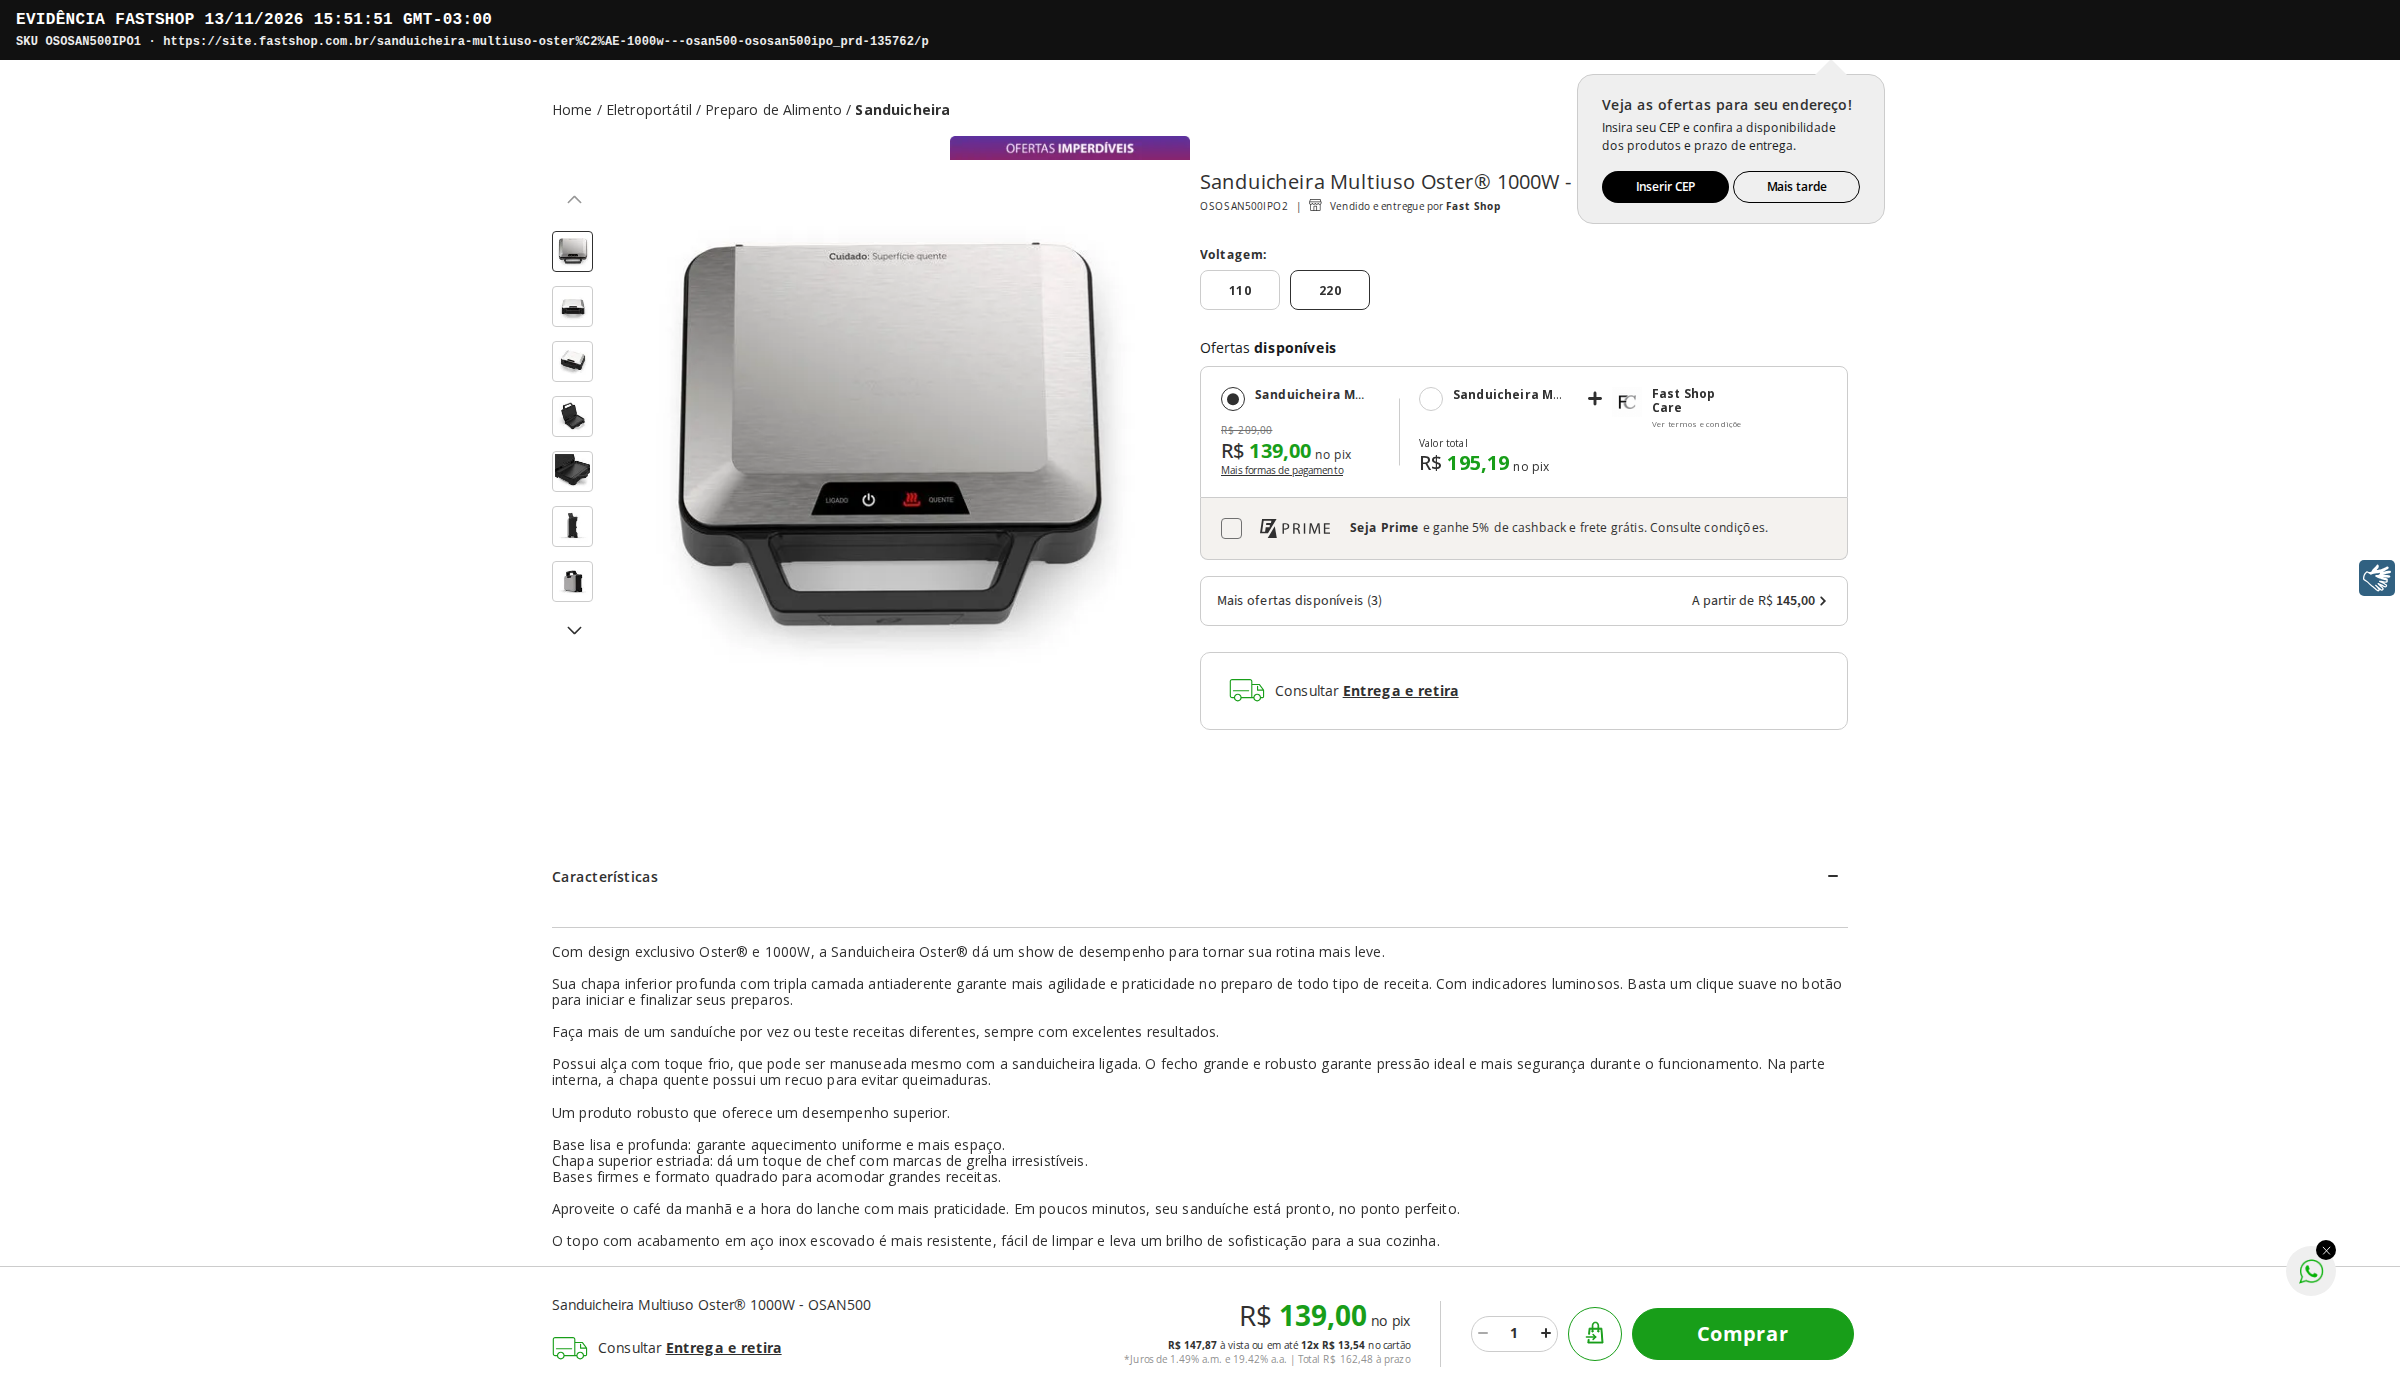 EVIDÊNCIA FASTSHOP 13/11/2026 15:51:51 GMT-03:00
SKU OSOSAN500IPO1 · https://site.fastshop.com.br/sanduicheira-multiuso-oster%C2%AE-1000w---osan500-ososan500ipo_prd-135762/p
Veja as ofertas para seu endereço!
Insira seu CEP e confira a disponibilidade
dos produtos e prazo de entrega.
Inserir CEP
Mais tarde
Home / Eletroportátil / Preparo de Alimento / Sanduicheira
OFERTAS IMPERDÍVEIS
Sanduicheira Multiuso Oster® 1000W -
OSOSAN500IPO2 | Vendido e entregue por Fast Shop
Cuidado: Superfície quente
LIGADO
QUENTE
Voltagem:
110
220
Ofertas disponíveis
Sanduicheira M...
R$ 209,00
R$ 139,00 no pix
Mais formas de pagamento
Sanduicheira M...
+
FC
Fast Shop
Care
Ver termos e condiçõe
Valor total
R$ 195,19 no pix
PRIME
Seja Prime e ganhe 5% de cashback e frete grátis. Consulte condições.
Mais ofertas disponíveis (3)
A partir de R$ 145,00
Consultar Entrega e retira
Características
Com design exclusivo Oster® e 1000W, a Sanduicheira Oster® dá um show de desempenho para tornar sua rotina mais leve.
Sua chapa inferior profunda com tripla camada antiaderente garante mais agilidade e praticidade no preparo de todo tipo de receita. Com indicadores luminosos. Basta um clique suave no botão
para iniciar e finalizar seus preparos.
Faça mais de um sanduíche por vez ou teste receitas diferentes, sempre com excelentes resultados.
Possui alça com toque frio, que pode ser manuseada mesmo com a sanduicheira ligada. O fecho grande e robusto garante pressão ideal e mais segurança durante o funcionamento. Na parte
interna, a chapa quente possui um recuo para evitar queimaduras.
Um produto robusto que oferece um desempenho superior.
Base lisa e profunda: garante aquecimento uniforme e mais espaço.
Chapa superior estriada: dá um toque de chef com marcas de grelha irresistíveis.
Bases firmes e formato quadrado para acomodar grandes receitas.
Aproveite o café da manhã e a hora do lanche com mais praticidade. Em poucos minutos, seu sanduíche está pronto, no ponto perfeito.
O topo com acabamento em aço inox escovado é mais resistente, fácil de limpar e leva um brilho de sofisticação para a sua cozinha.
Sanduicheira Multiuso Oster® 1000W - OSAN500
Consultar Entrega e retira
R$ 139,00 no pix
R$ 147,87 à vista ou em até 12x R$ 13,54 no cartão
*Juros de 1.49% a.m. e 19.42% a.a. | Total R$ 162,48 à prazo
1
Comprar